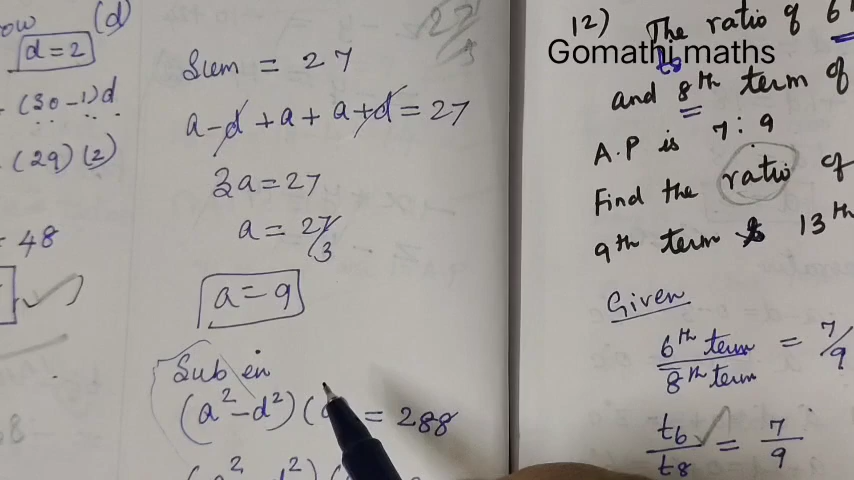 (d)
d = 2
(30-1)d
(29)(2)
= 48
Sum = 27
a-d + a + a+d = 27
3a = 27
a = 27/3
a = 9
Sub in
(a²-d²)( = 288
12) The ratio of 6
Gomathi maths
t8
and 8th term of
A.P is 7:9
Find the ratio of
9th term 13th
Given
6th term / 8th term = 7/9
t6/t8 = 7/9